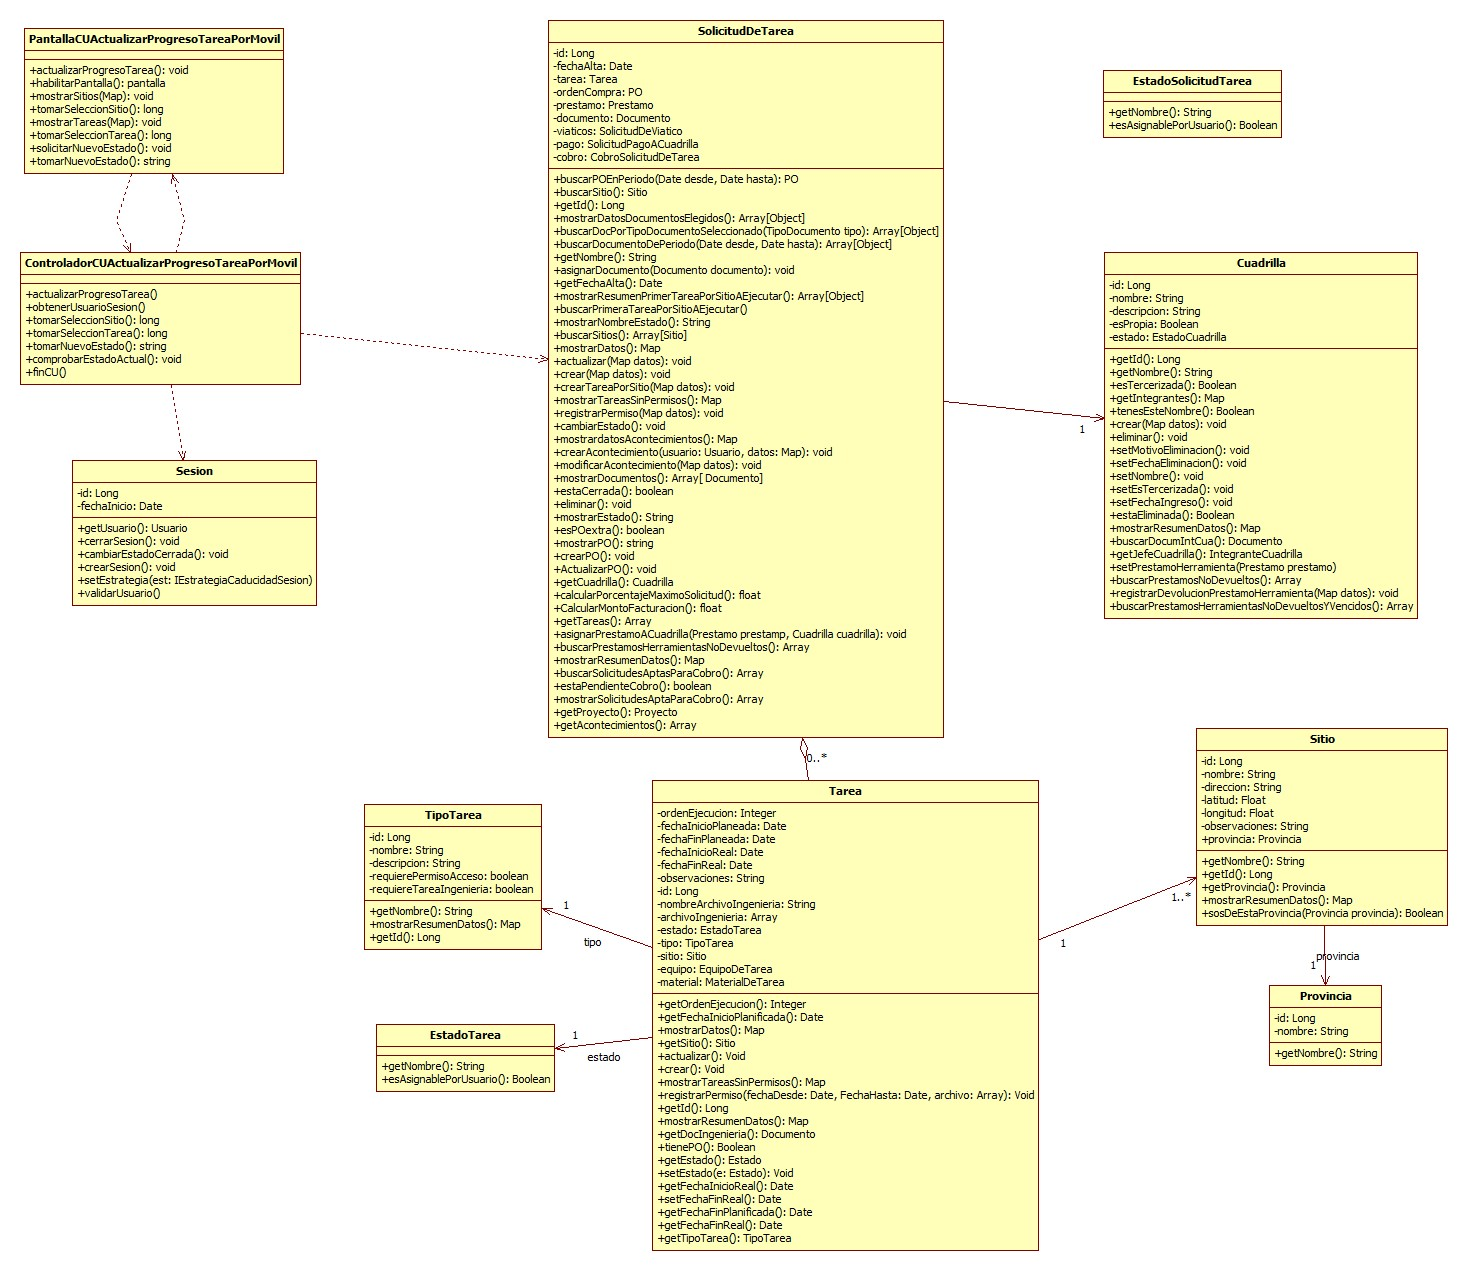 PantallaCUActualizarProgresoTareaPorMovil
+actualizarProgresoTarea(): void
+habilitarPantalla(): pantalla
+mostrarSitios(Map): void
+tomarSeleccionSitio(): long
+mostrarTareas(Map): void
+tomarSeleccionTarea(): long
+solicitarNuevoEstado(): void
+tomarNuevoEstado(): string
ControladorCUActualizarProgresoTareaPorMovil
+actualizarProgresoTarea()
+obtenerUsuarioSesion()
+tomarSeleccionSitio(): long
+tomarSeleccionTarea(): long
+tomarNuevoEstado(): string
+comprobarEstadoActual(): void
+finCU()
Sesion
-id: Long
-fechaInicio: Date
+getUsuario(): Usuario
+cerrarSesion(): void
+cambiarEstadoCerrada(): void
+crearSesion(): void
+setEstrategia(est: IEstrategiaCaducidadSesion)
+validarUsuario()
SolicitudDeTarea
-id: Long
-fechaAlta: Date
-tarea: Tarea
-ordenCompra: PO
-prestamo: Prestamo
-documento: Documento
-viaticos: SolicitudDeViatico
-pago: SolicitudPagoACuadrilla
-cobro: CobroSolicitudDeTarea
+buscarPOEnPeriodo(Date desde, Date hasta): PO
+buscarSitio(): Sitio
+getId(): Long
+mostrarDatosDocumentosElegidos(): Array[Object]
+buscarDocPorTipoDocumentoSeleccionado(TipoDocumento tipo): Array[Object]
+buscarDocumentoDePeriodo(Date desde, Date hasta): Array[Object]
+getNombre(): String
+asignarDocumento(Documento documento): void
+getFechaAlta(): Date
+mostrarResumenPrimerTareaPorSitioAEjecutar(): Array[Object]
+buscarPrimeraTareaPorSitioAEjecutar()
+mostrarNombreEstado(): String
+buscarSitios(): Array[Sitio]
+mostrarDatos(): Map
+actualizar(Map datos): void
+crear(Map datos): void
+crearTareaPorSitio(Map datos): void
+mostrarTareasSinPermisos(): Map
+registrarPermiso(Map datos): void
+cambiarEstado(): void
+mostrardatosAcontecimientos(): Map
+crearAcontecimiento(usuario: Usuario, datos: Map): void
+modificarAcontecimiento(Map datos): void
+mostrarDocumentos(): Array[ Documento]
+estaCerrada(): boolean
+eliminar(): void
+mostrarEstado(): String
+esPOextra(): boolean
+mostrarPO(): string
+crearPO(): void
+ActualizarPO(): void
+getCuadrilla(): Cuadrilla
+calcularPorcentajeMaximoSolicitud(): float
+CalcularMontoFacturacion(): float
+getTareas(): Array
+asignarPrestamoACuadrilla(Prestamo prestamp, Cuadrilla cuadrilla): void
+buscarPrestamosHerramientasNoDevueltos(): Array
+mostrarResumenDatos(): Map
+buscarSolicitudesAptasParaCobro(): Array
+estaPendienteCobro(): boolean
+mostrarSolicitudesAptaParaCobro(): Array
+getProyecto(): Proyecto
+getAcontecimientos(): Array
EstadoSolicitudTarea
+getNombre(): String
+esAsignablePorUsuario(): Boolean
1
Cuadrilla
-id: Long
-nombre: String
-descripcion: String
-esPropia: Boolean
-estado: EstadoCuadrilla
+getId(): Long
+getNombre(): String
+esTercerizada(): Boolean
+getIntegrantes(): Map
+tenesEsteNombre(): Boolean
+crear(Map datos): void
+eliminar(): void
+setMotivoEliminacion(): void
+setFechaEliminacion(): void
+setNombre(): void
+setEsTercerizada(): void
+setFechaIngreso(): void
+estaEliminada(): Boolean
+mostrarResumenDatos(): Map
+buscarDocumIntCua(): Documento
+getJefeCuadrilla(): IntegranteCuadrilla
+setPrestamoHerramienta(Prestamo prestamo)
+buscarPrestamosNoDevueltos(): Array
+registrarDevolucionPrestamoHerramienta(Map datos): void
+buscarPrestamosHerramientasNoDevueltosYVencidos(): Array
0..*
TipoTarea
-id: Long
-nombre: String
-descripcion: String
-requierePermisoAcceso: boolean
-requiereTareaIngenieria: boolean
+getNombre(): String
+mostrarResumenDatos(): Map
+getId(): Long
1
tipo
EstadoTarea
+getNombre(): String
+esAsignablePorUsuario(): Boolean
1
estado
Tarea
-ordenEjecucion: Integer
-fechaInicioPlaneada: Date
-fechaFinPlaneada: Date
-fechaInicioReal: Date
-fechaFinReal: Date
-observaciones: String
-id: Long
-nombreArchivoIngenieria: String
-archivoIngenieria: Array
-estado: EstadoTarea
-tipo: TipoTarea
-sitio: Sitio
-equipo: EquipoDeTarea
-material: MaterialDeTarea
+getOrdenEjecucion(): Integer
+getFechaInicioPlanificada(): Date
+mostrarDatos(): Map
+getSitio(): Sitio
+actualizar(): Void
+crear(): Void
+mostrarTareasSinPermisos(): Map
+registrarPermiso(fechaDesde: Date, FechaHasta: Date, archivo: Array): Void
+getId(): Long
+mostrarResumenDatos(): Map
+getDocIngenieria(): Documento
+tienePO(): Boolean
+getEstado(): Estado
+setEstado(e: Estado): Void
+getFechaInicioReal(): Date
+setFechaFinReal(): Date
+getFechaFinPlanificada(): Date
+getFechaFinReal(): Date
+getTipoTarea(): TipoTarea
1
1..*
Sitio
-id: Long
-nombre: String
-direccion: String
-latitud: Float
-longitud: Float
-observaciones: String
+provincia: Provincia
+getNombre(): String
+getId(): Long
+getProvincia(): Provincia
+mostrarResumenDatos(): Map
+sosDeEstaProvincia(Provincia provincia): Boolean
provincia
1
Provincia
-id: Long
-nombre: String
+getNombre(): String